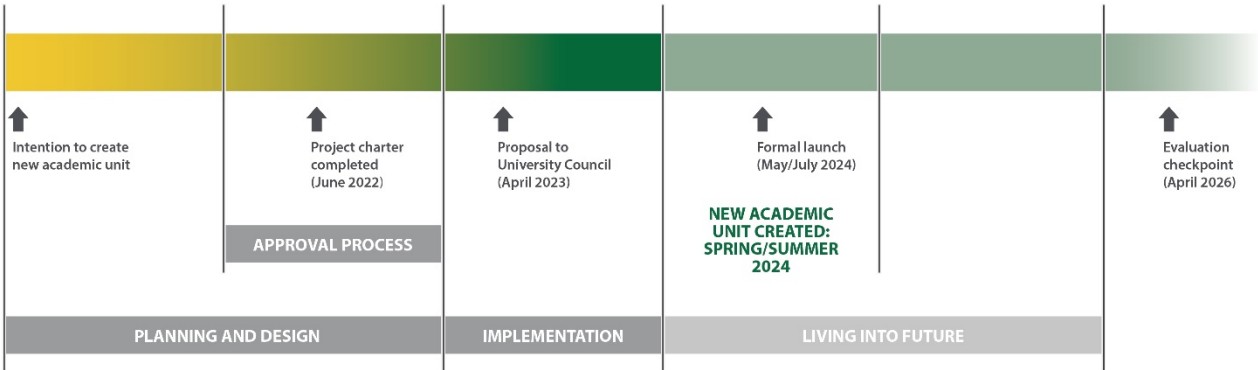 Intention to create
new academic unit
Project charter
completed
(June 2022)
Proposal to
University Council
(April 2023)
Formal launch
(May/July 2024)
Evaluation
checkpoint
(April 2026)
NEW ACADEMIC
UNIT CREATED:
SPRING/SUMMER
2024
APPROVAL PROCESS
PLANNING AND DESIGN
IMPLEMENTATION
LIVING INTO FUTURE